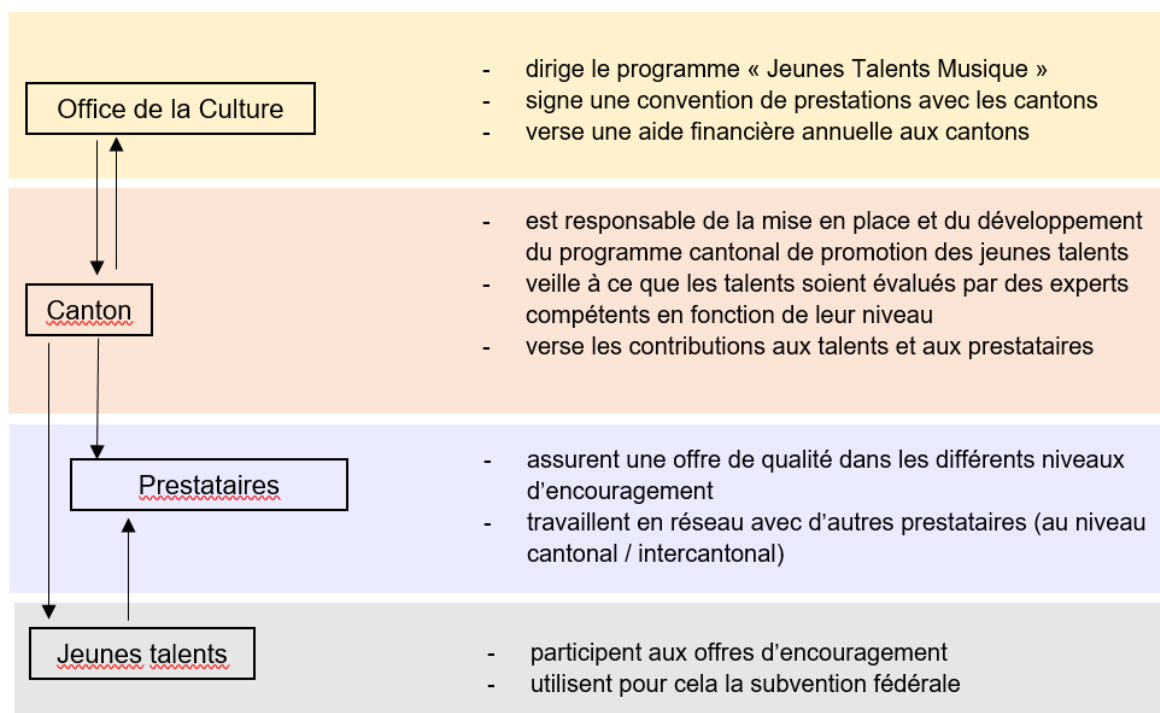 Office de la Culture
- dirige le programme « Jeunes Talents Musique »
- signe une convention de prestations avec les cantons
- verse une aide financière annuelle aux cantons
Canton
- est responsable de la mise en place et du développement
du programme cantonal de promotion des jeunes talents
- veille à ce que les talents soient évalués par des experts
compétents en fonction de leur niveau
- verse les contributions aux talents et aux prestataires
Prestataires
- assurent une offre de qualité dans les différents niveaux
d’encouragement
- travaillent en réseau avec d’autres prestataires (au niveau
cantonal / intercantonal)
Jeunes talents
- participent aux offres d’encouragement
- utilisent pour cela la subvention fédérale